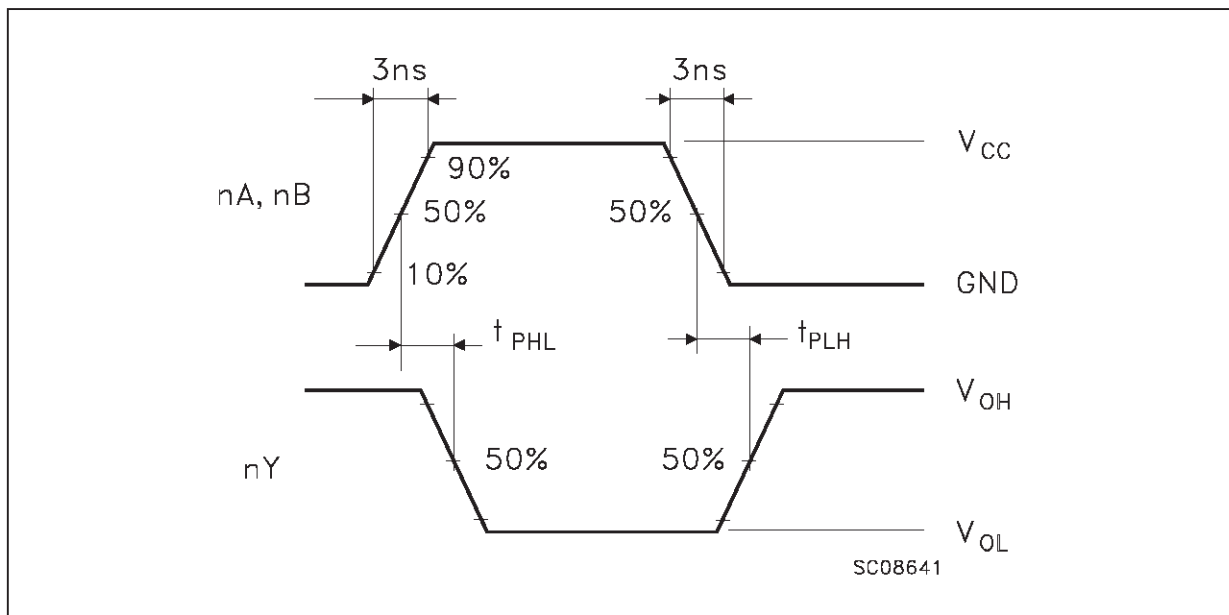 3ns 3ns
V_CC
90%
nA, nB 50% 50%
10% GND
t_PHL t_PLH
V_OH
nY 50% 50%
V_OL
SC08641